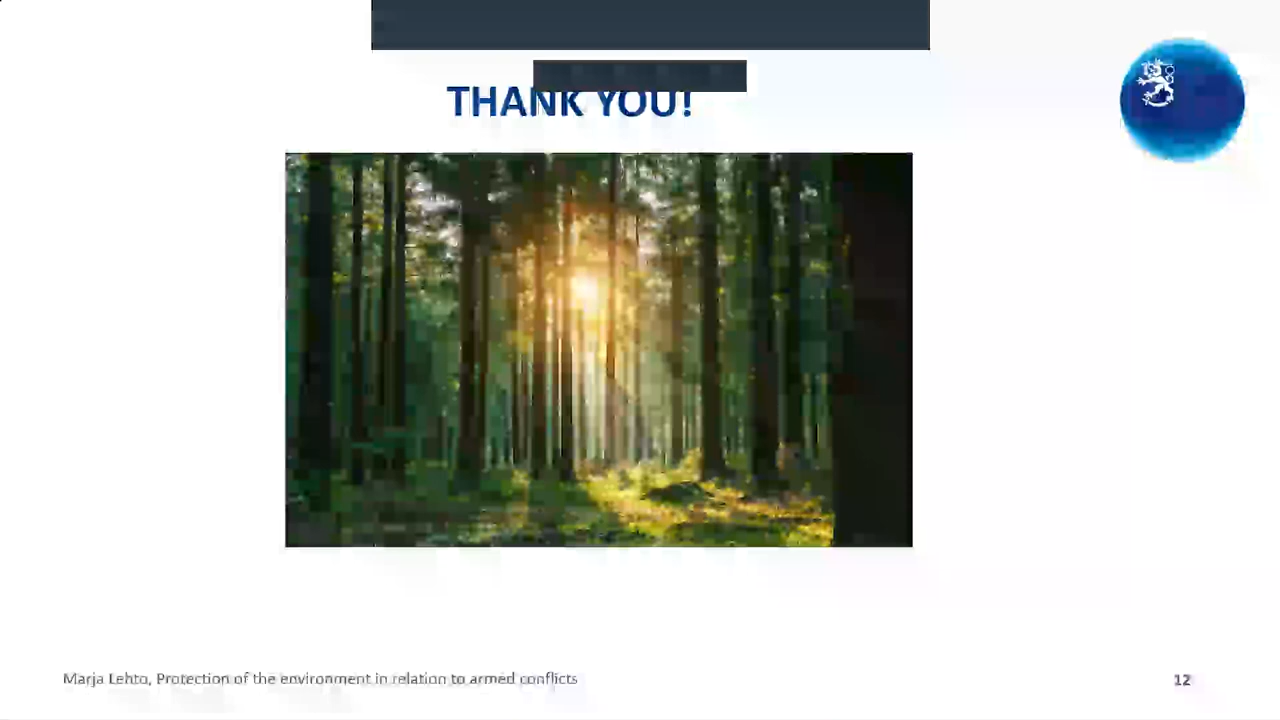 THANK YOU!
Marja Lehto, Protection of the environment in relation to armed conflicts
12